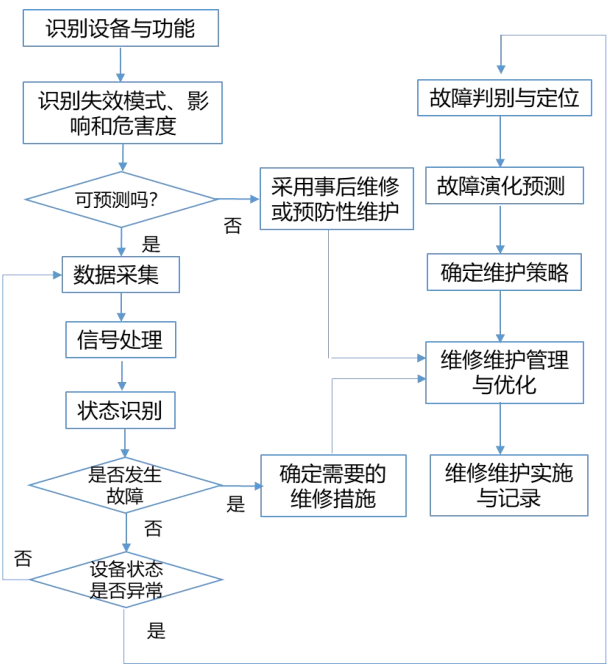 识别设备与功能
识别失效模式、影
响和危害度
可预测吗?
否
是
采用事后维修
或预防性维护
数据采集
信号处理
状态识别
是否发生
故障
是
否
确定需要的
维修措施
设备状态
是否异常
否
是
故障判别与定位
故障演化预测
确定维护策略
维修维护管理
与优化
维修维护实施
与记录